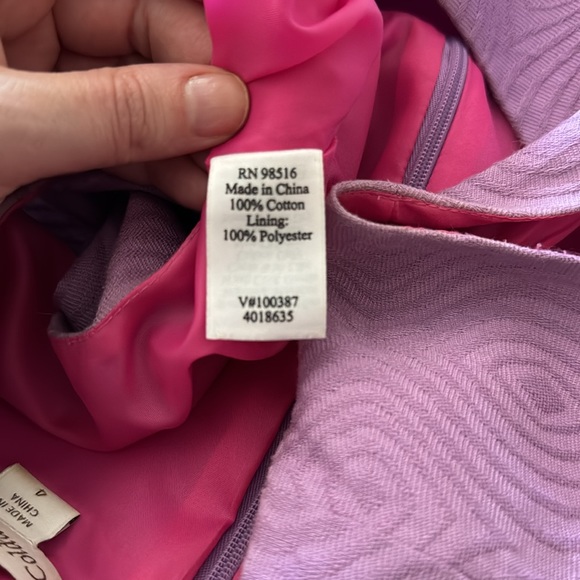 RN 98516
Made in China
100% Cotton
Lining:
100% Polyester
V#100387
4018635
4
MADE IN
CHINA